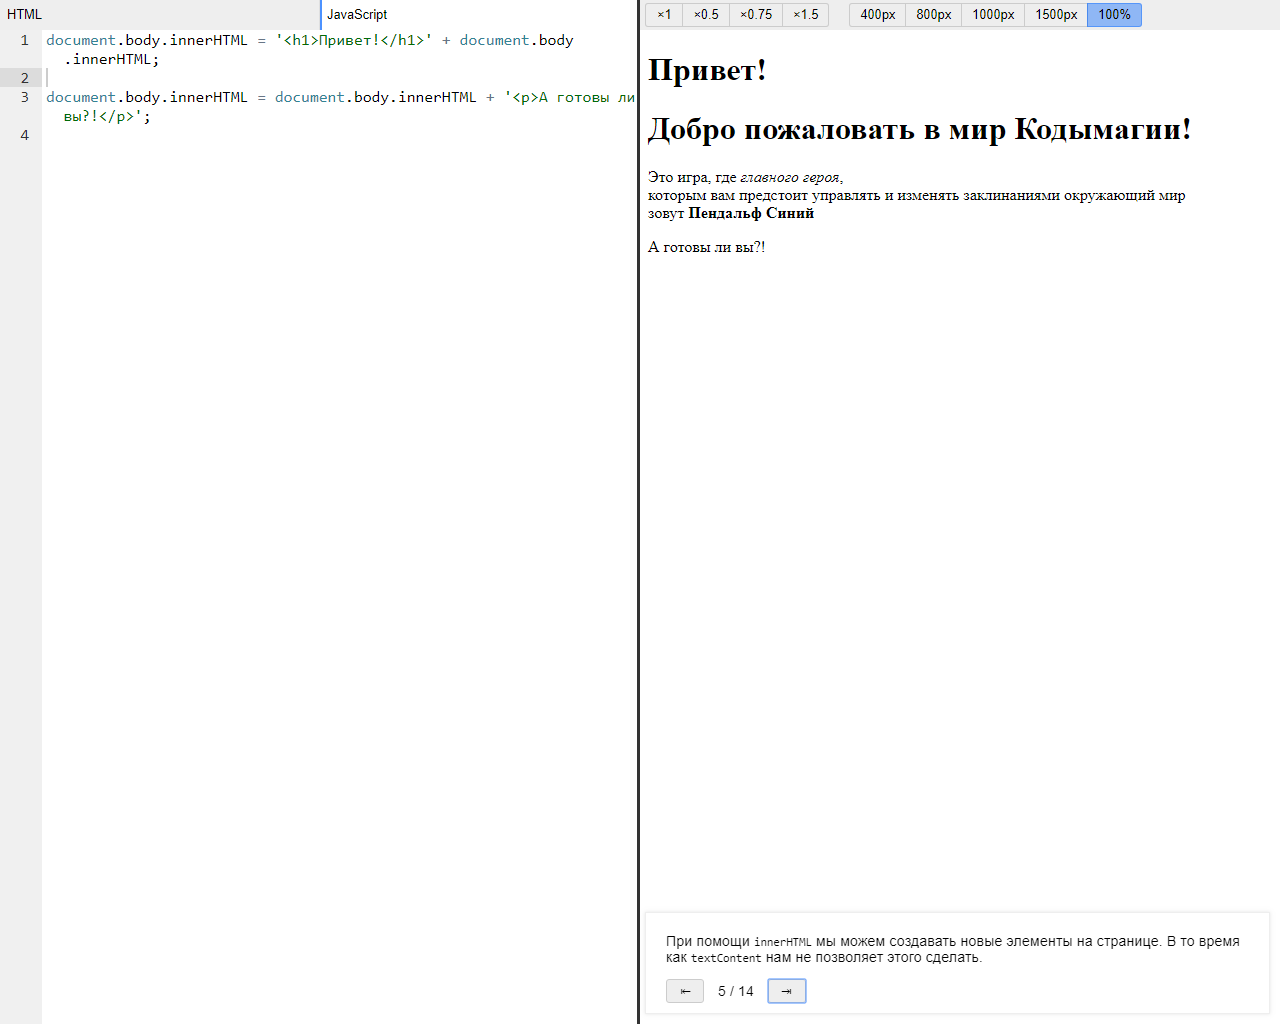 HTML
JavaScript
×1 ×0.5 ×0.75 ×1.5 400px 800px 1000px 1500px 100%
1 document.body.innerHTML = '<h1>Привет!</h1>' + document.body
.innerHTML;
2
3 document.body.innerHTML = document.body.innerHTML + '<p>А готовы ли
вы?!</p>';
4
Привет!
Добро пожаловать в мир Кодымагии!
Это игра, где главного героя,
которым вам предстоит управлять и изменять заклинаниями окружающий мир
зовут Пендальф Синий
А готовы ли вы?!
При помощи innerHTML мы можем создавать новые элементы на странице. В то время
как textContent нам не позволяет этого сделать.
⇤ 5 / 14 ⇥